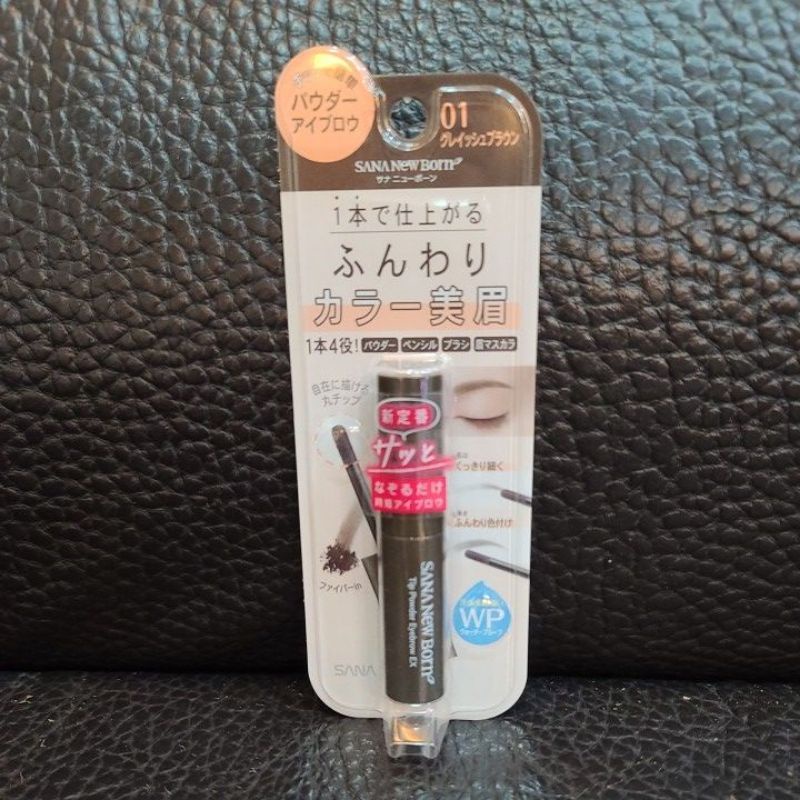 パウダー
アイブロウ
01
グレイッシュブラウン
SANA New Born
サナ ニューボーン
1本で仕上がる
ふんわり
カラー美眉
1本4役! パウダー ペンシル ブラシ 眉マスカラ
自在に描ける
丸チップ
新定番
サッと
なぞるだけ
時短アイブロウ
くっきり細く
ふんわり色付け
ファイバーin
WP
ウォータープルーフ
SANA
SANA New Born
Tip Powder Eyebrow EX